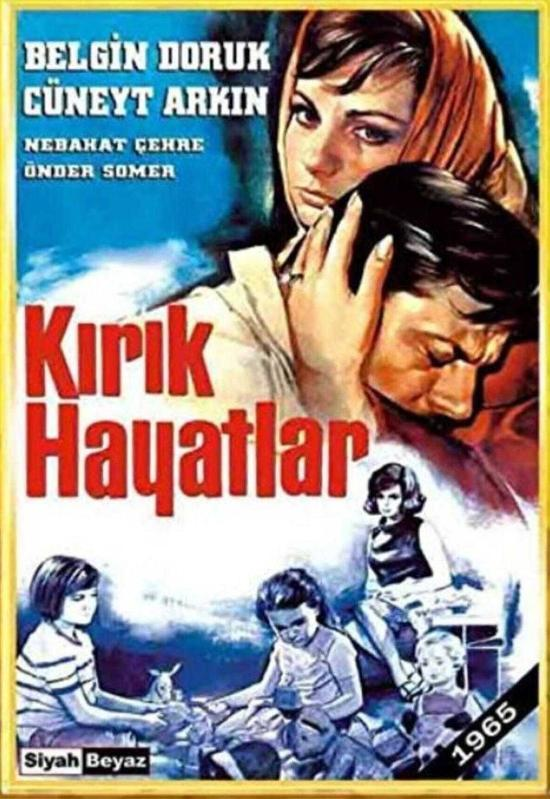 BELGİN DORUK
CÜNEYT ARKIN
NEBAHAT ÇEHRE
ÖNDER SOMER
Kırık
Hayatlar
Siyah Beyaz
1965